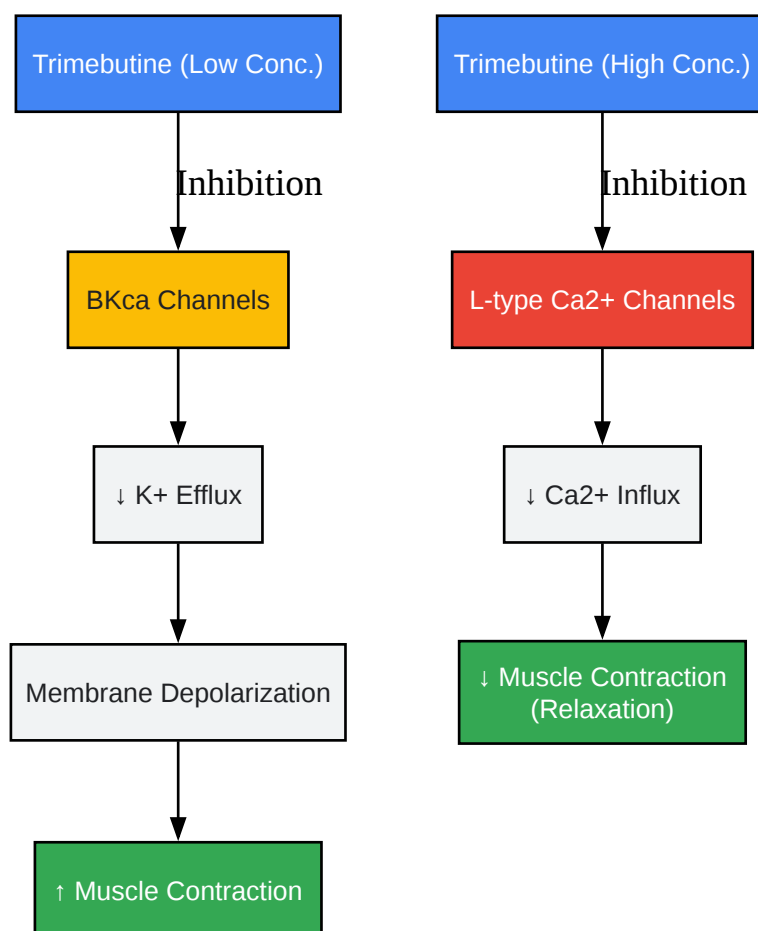 Trimebutine (Low Conc.)
Inhibition
BKca Channels
↓ K+ Efflux
Membrane Depolarization
↑ Muscle Contraction
Trimebutine (High Conc.)
Inhibition
L-type Ca2+ Channels
↓ Ca2+ Influx
↓ Muscle Contraction
(Relaxation)